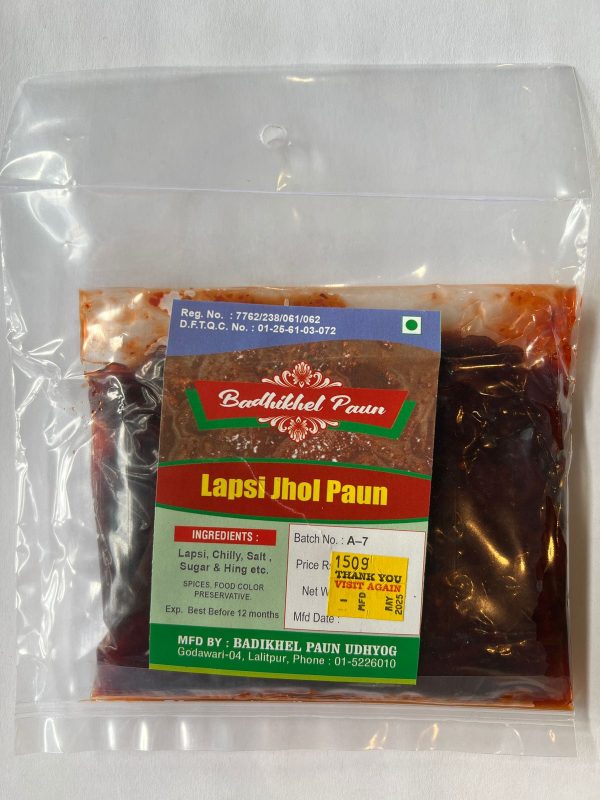 Reg. No. : 7762/238/061/062
D.F.T.Q.C. No. : 01-25-61-03-072
Badhikhel Paun
Lapsi Jhol Paun
INGREDIENTS :
Lapsi, Chilly, Salt ,
Sugar & Hing etc.
SPICES, FOOD COLOR
PRESERVATIVE.
Exp. Best Before 12 months
Batch No. : A-7
Price R
Net W
Mfd Date :
150g
THANK YOU
VISIT AGAIN
- MFD MAY 2025
MFD BY : BADIKHEL PAUN UDHYOG
Godawari-04, Lalitpur, Phone : 01-5226010